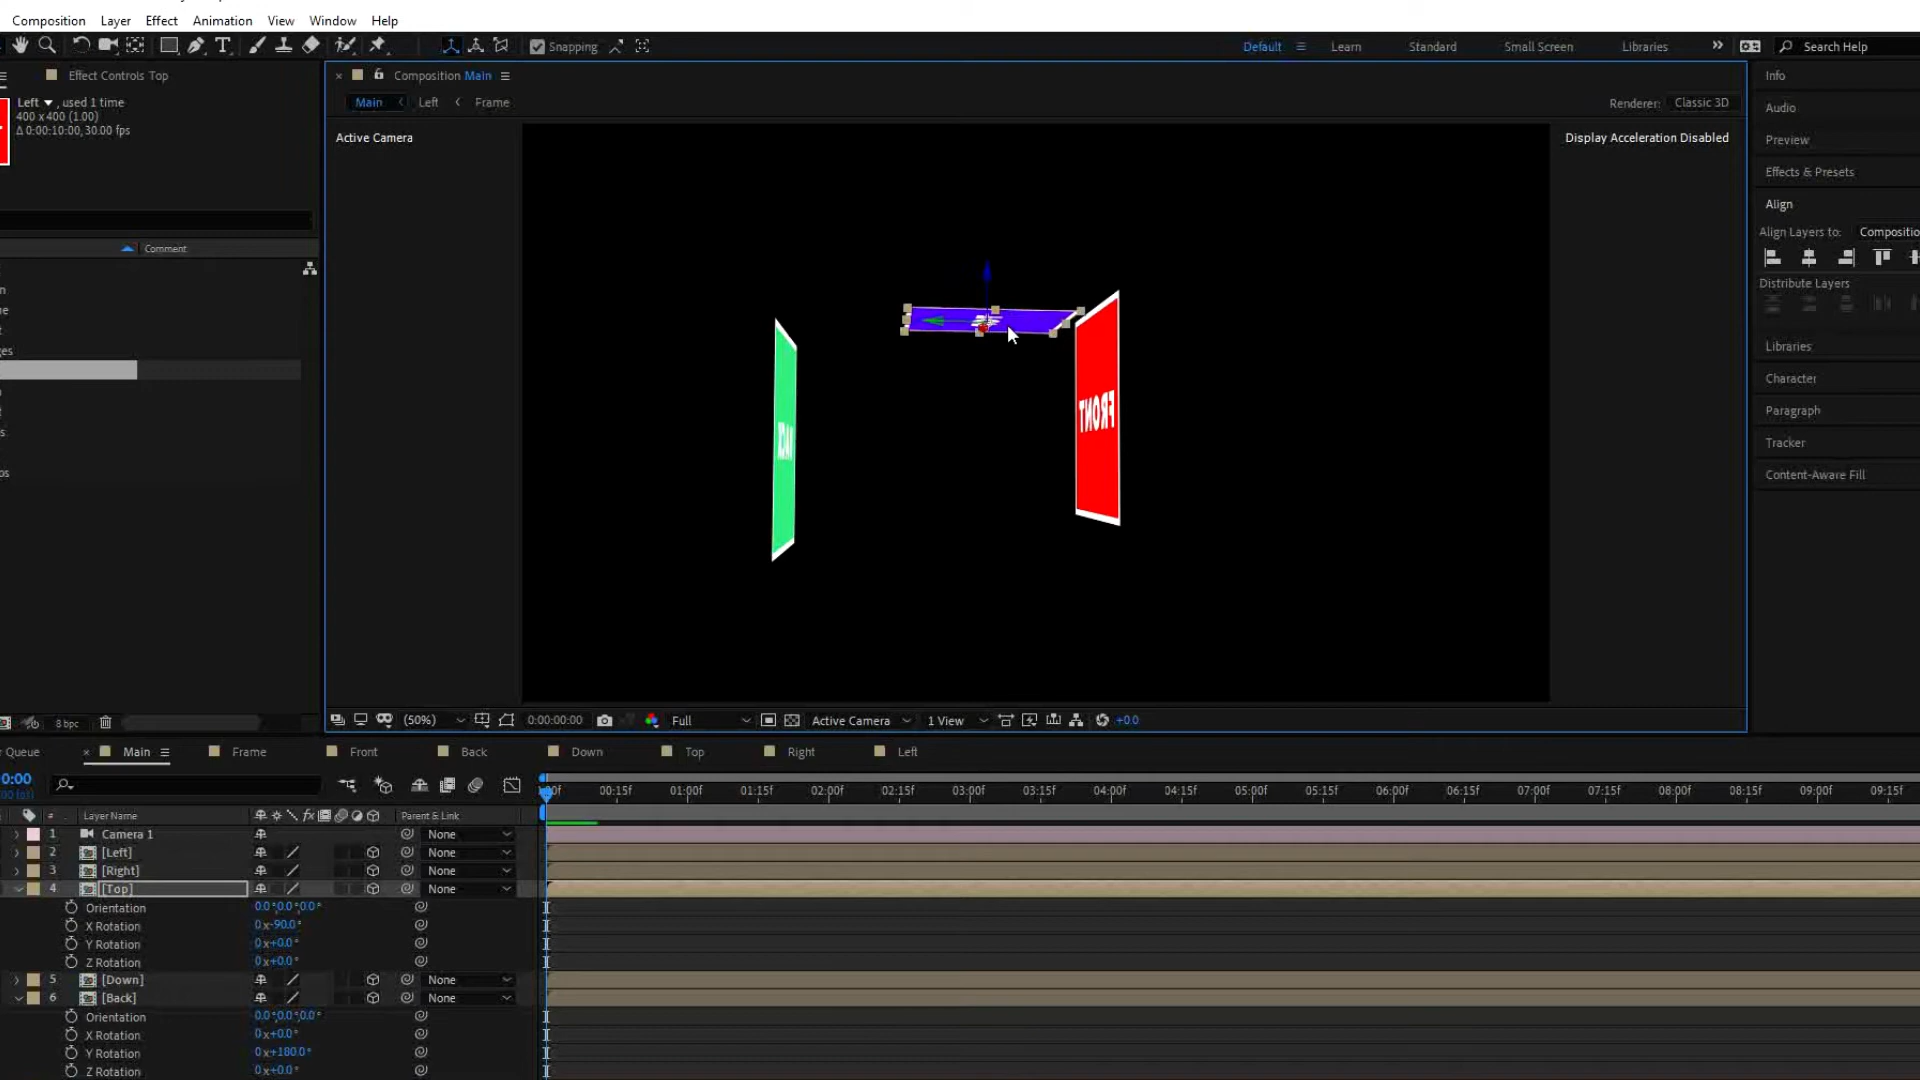 Composition Layer Effect Animation View Window Help
Snapping
Default Learn Standard Small Screen Libraries Search Help
Effect Controls Top
Left , used 1 time
400 x 400 (1.00)
Δ 0:00:10:00, 30.00 fps
Comment
8 bpc
Composition Main
Main Left Frame
Renderer: Classic 3D
Active Camera
Display Acceleration Disabled
FRONT
(50%) 0:00:00:00 Full Active Camera 1 View +0.0
Info
Audio
Preview
Effects & Presets
Align
Align Layers to: Compositio
Distribute Layers
Libraries
Character
Paragraph
Tracker
Content-Aware Fill
Queue Main Frame Front Back Down Top Right Left
0:00
00:15f 01:00f 01:15f 02:00f 02:15f 03:00f 03:15f 04:00f 04:15f 05:00f 05:15f 06:00f 06:15f 07:00f 07:15f 08:00f 08:15f 09:00f 09:15f
# Layer Name fx Parent & Link
1 Camera 1 None
2 [Left] None
3 [Right] None
4 [Top] None
Orientation 0.0°,0.0°,0.0°
X Rotation 0x-90.0°
Y Rotation 0x+0.0°
Z Rotation 0x+0.0°
5 [Down] None
6 [Back] None
Orientation 0.0°,0.0°,0.0°
X Rotation 0x+0.0°
Y Rotation 0x+180.0°
Z Rotation 0x+0.0°